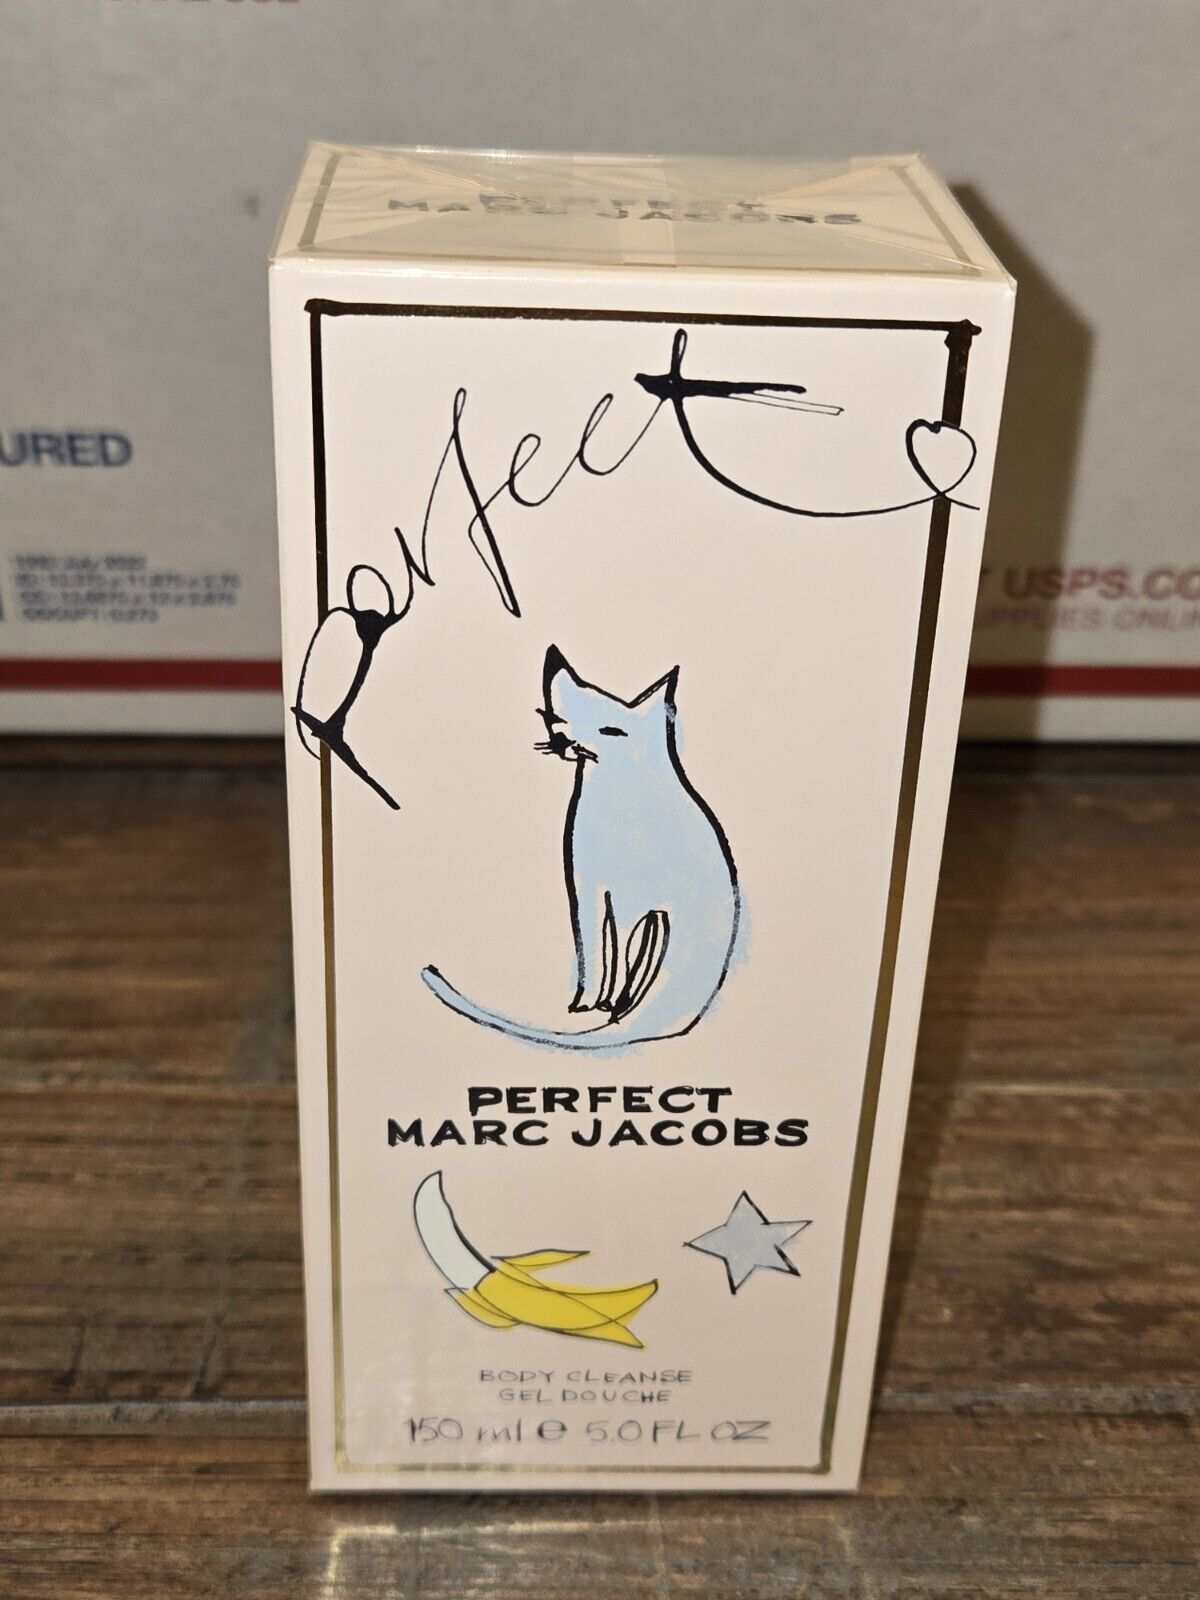 PERFECT
MARC JACOBS
perfect
URED
USPS.CO
PERFECT
MARC JACOBS
BODY CLEANSE
GEL DOUCHE
150 ml e 5.0 FL OZ